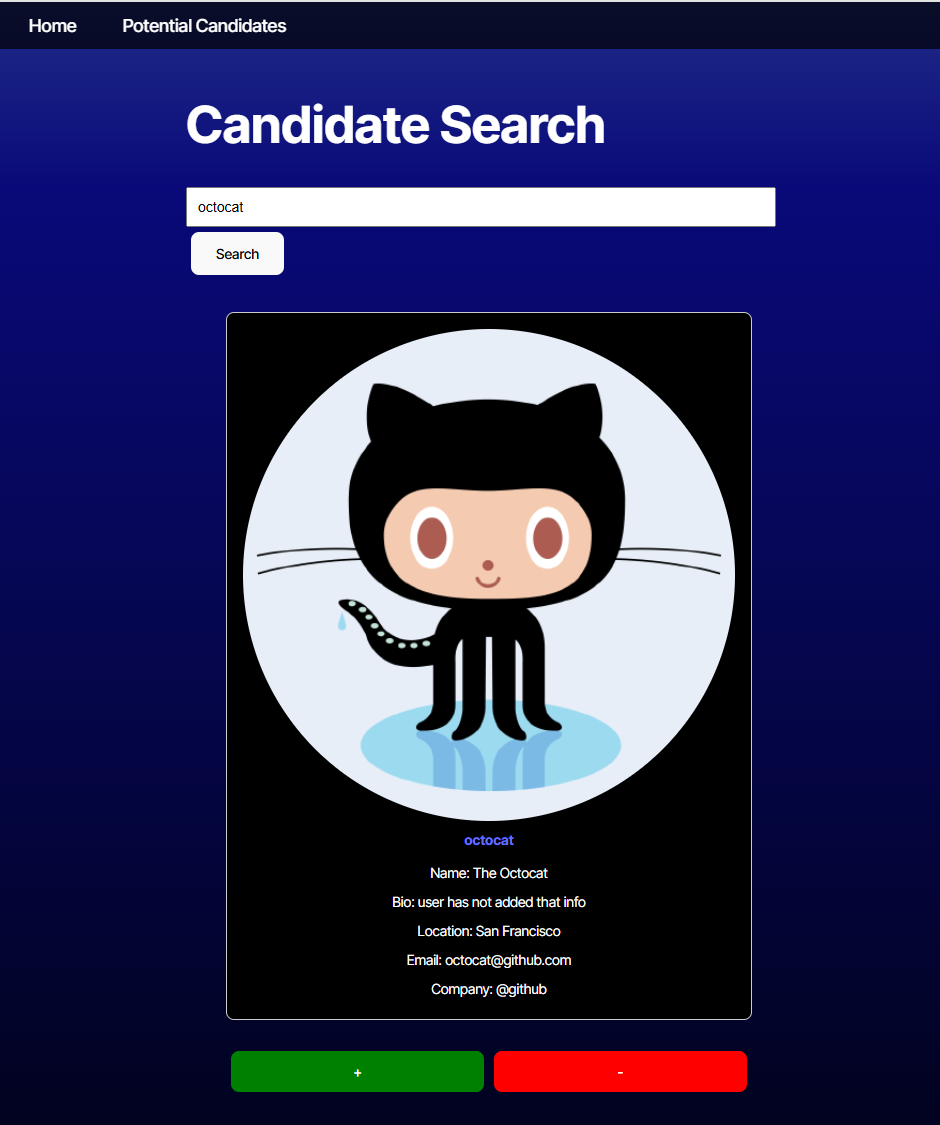 Home Potential Candidates
Candidate Search
octocat
Search
octocat
Name: The Octocat
Bio: user has not added that info
Location: San Francisco
Email: octocat@github.com
Company: @github
+ -